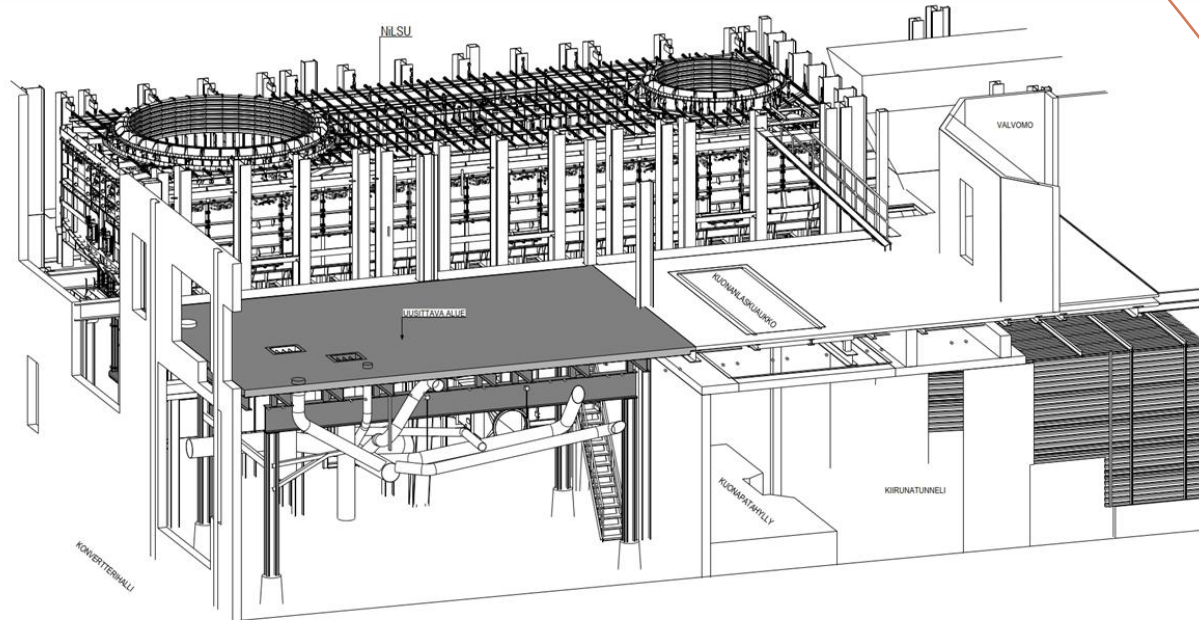 NiLSU
VALVOMO
KUONANLASKUAUKKO
UUSITTAVA ALUE
KUONAPATAHYLLY
KIIRUNATUNNELI
KONVERTTERIHALLI